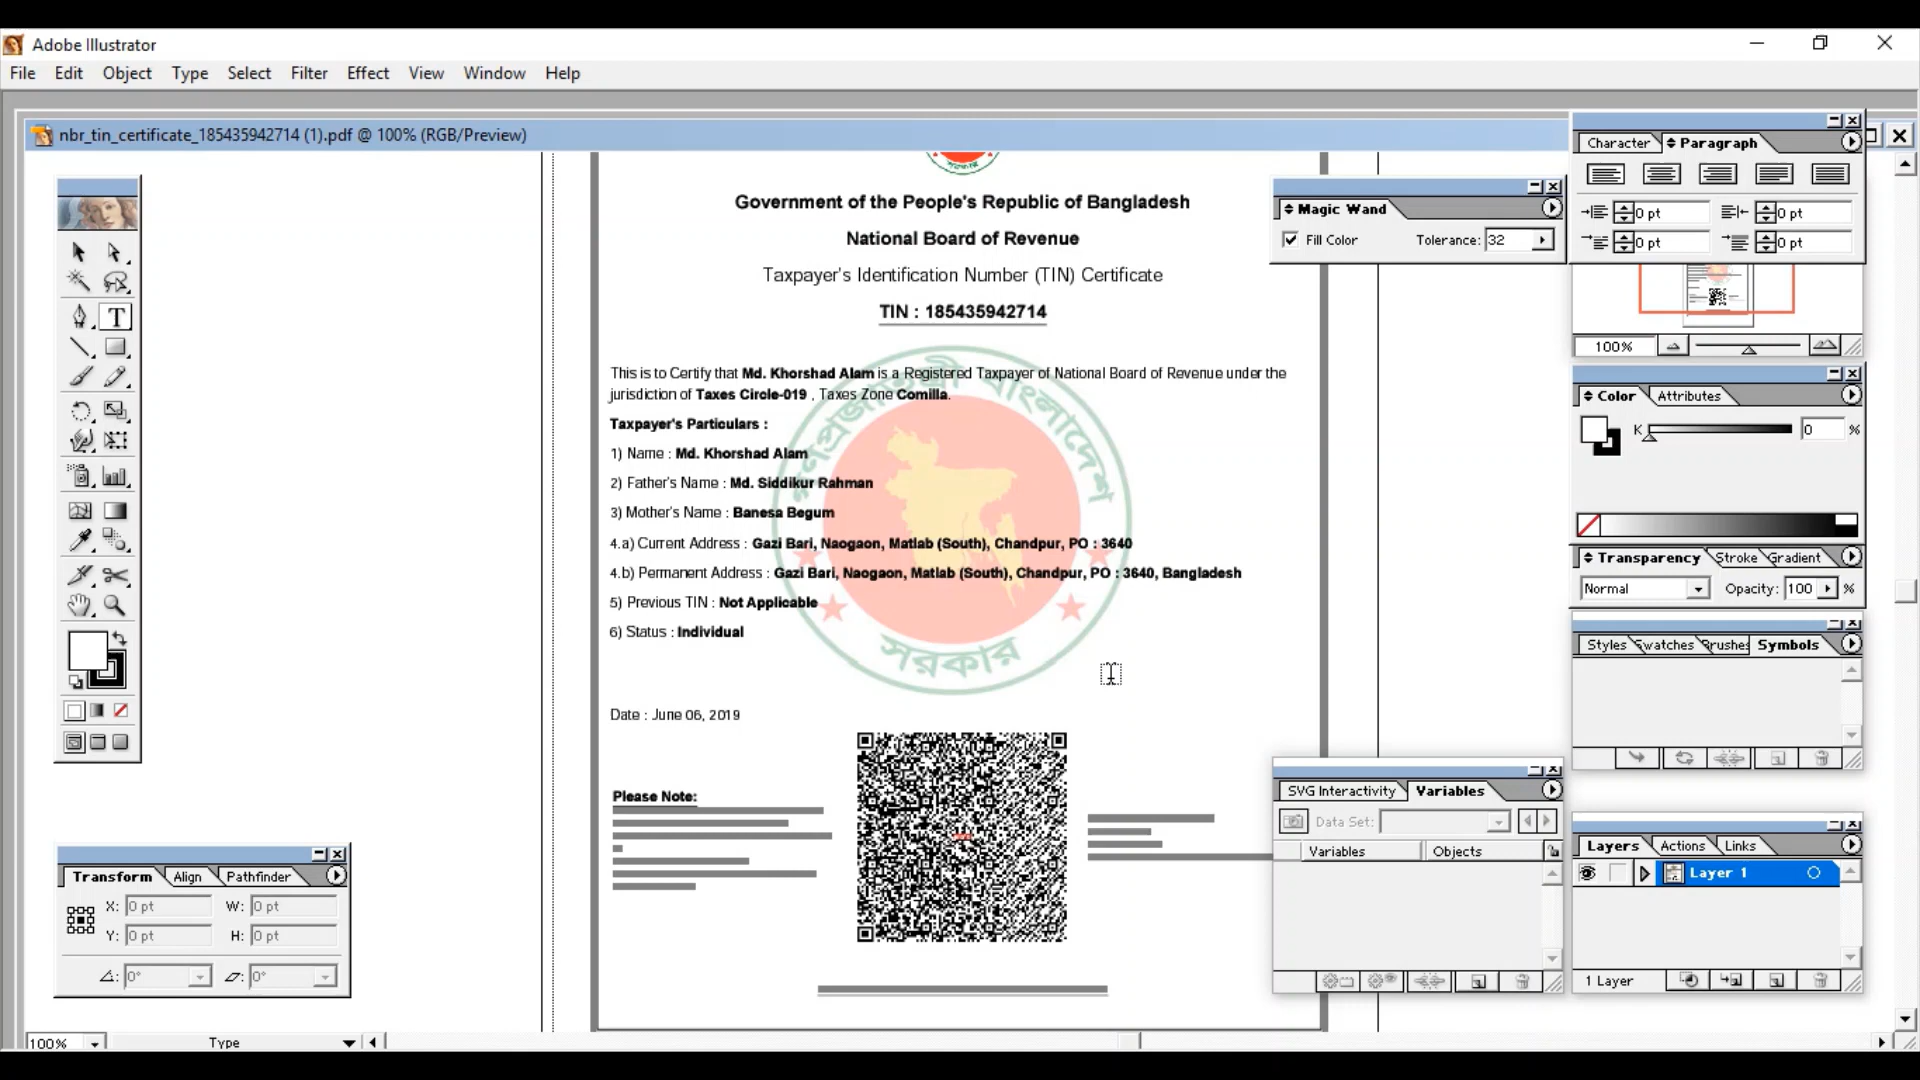 Adobe Illustrator
File Edit Object Type Select Filter Effect View Window Help
nbr_tin_certificate_185435942714 (1).pdf @ 100% (RGB/Preview)
Government of the People's Republic of Bangladesh
National Board of Revenue
Taxpayer's Identification Number (TIN) Certificate
TIN : 185435942714
This is to Certify that Md. Khorshad Alam is a Registered Taxpayer of National Board of Revenue under the
jurisdiction of Taxes Circle-019 , Taxes Zone Comilla.
Taxpayer's Particulars :
1) Name : Md. Khorshad Alam
2) Father's Name : Md. Siddikur Rahman
3) Mother's Name : Banesa Begum
4.a) Current Address : Gazi Bari, Naogaon, Matlab (South), Chandpur, PO : 3640
4.b) Permanent Address : Gazi Bari, Naogaon, Matlab (South), Chandpur, PO : 3640, Bangladesh
5) Previous TIN : Not Applicable
6) Status : Individual
গণপ্রজাতন্ত্রী বাংলাদেশ
সরকার
Date : June 06, 2019
Please Note:
Magic Wand
Fill Color Tolerance: 32
Character Paragraph
0 pt 0 pt
0 pt 0 pt
100%
Color Attributes
K 0 %
Transparency Stroke Gradient
Normal Opacity: 100 %
Styles Swatches Brushes Symbols
SVG Interactivity Variables
Data Set:
Variables Objects
Layers Actions Links
Layer 1
1 Layer
Transform Align Pathfinder
X: 0 pt W: 0 pt
Y: 0 pt H: 0 pt
0° 0°
100% Type